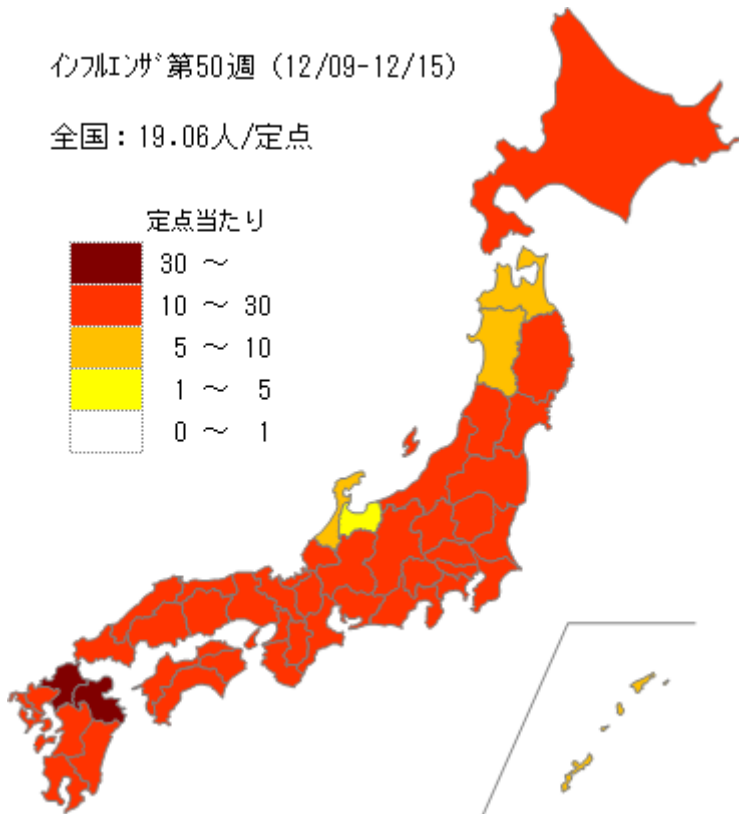 インフルエンザ 第50週 (12/09-12/15)
全国：19.06人/定点
定点当たり
30 ～
10 ～ 30
5 ～ 10
1 ～ 5
0 ～ 1